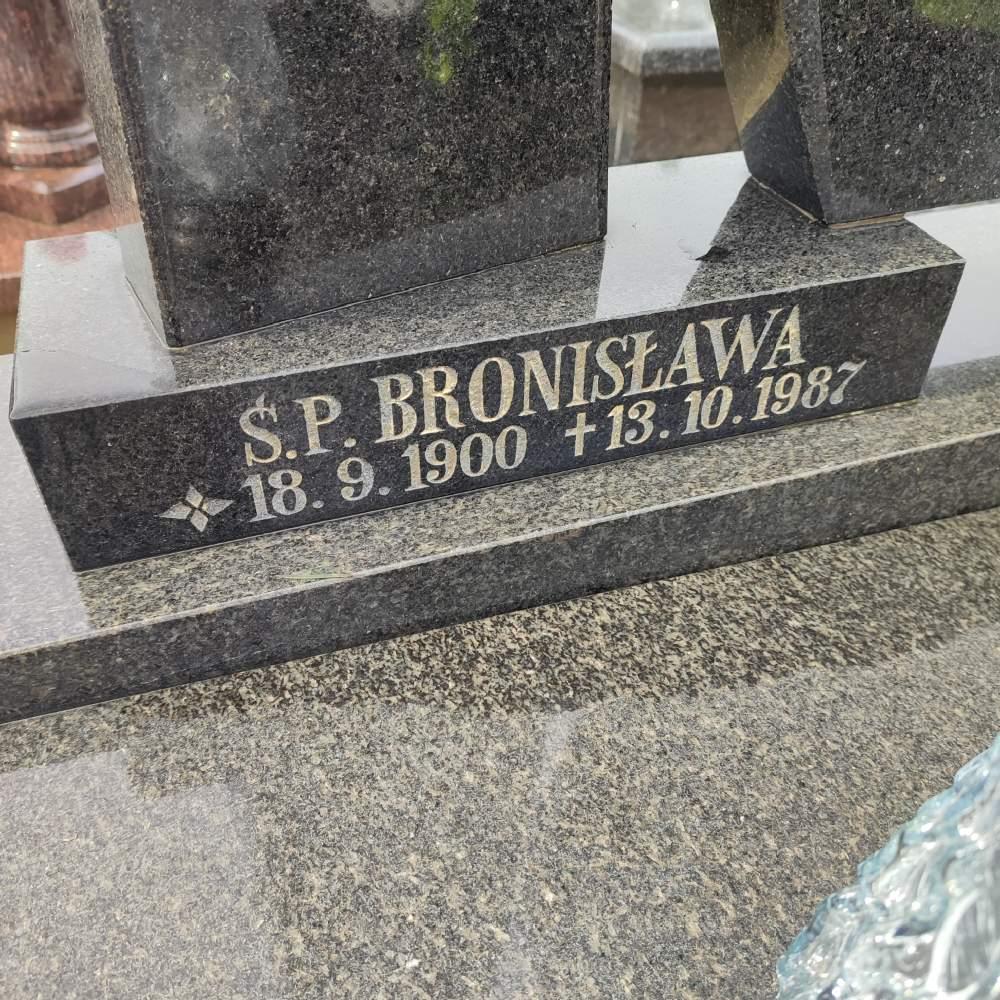 Ś.P. BRONISŁAWA
18. 9. 1900 †13. 10. 1987